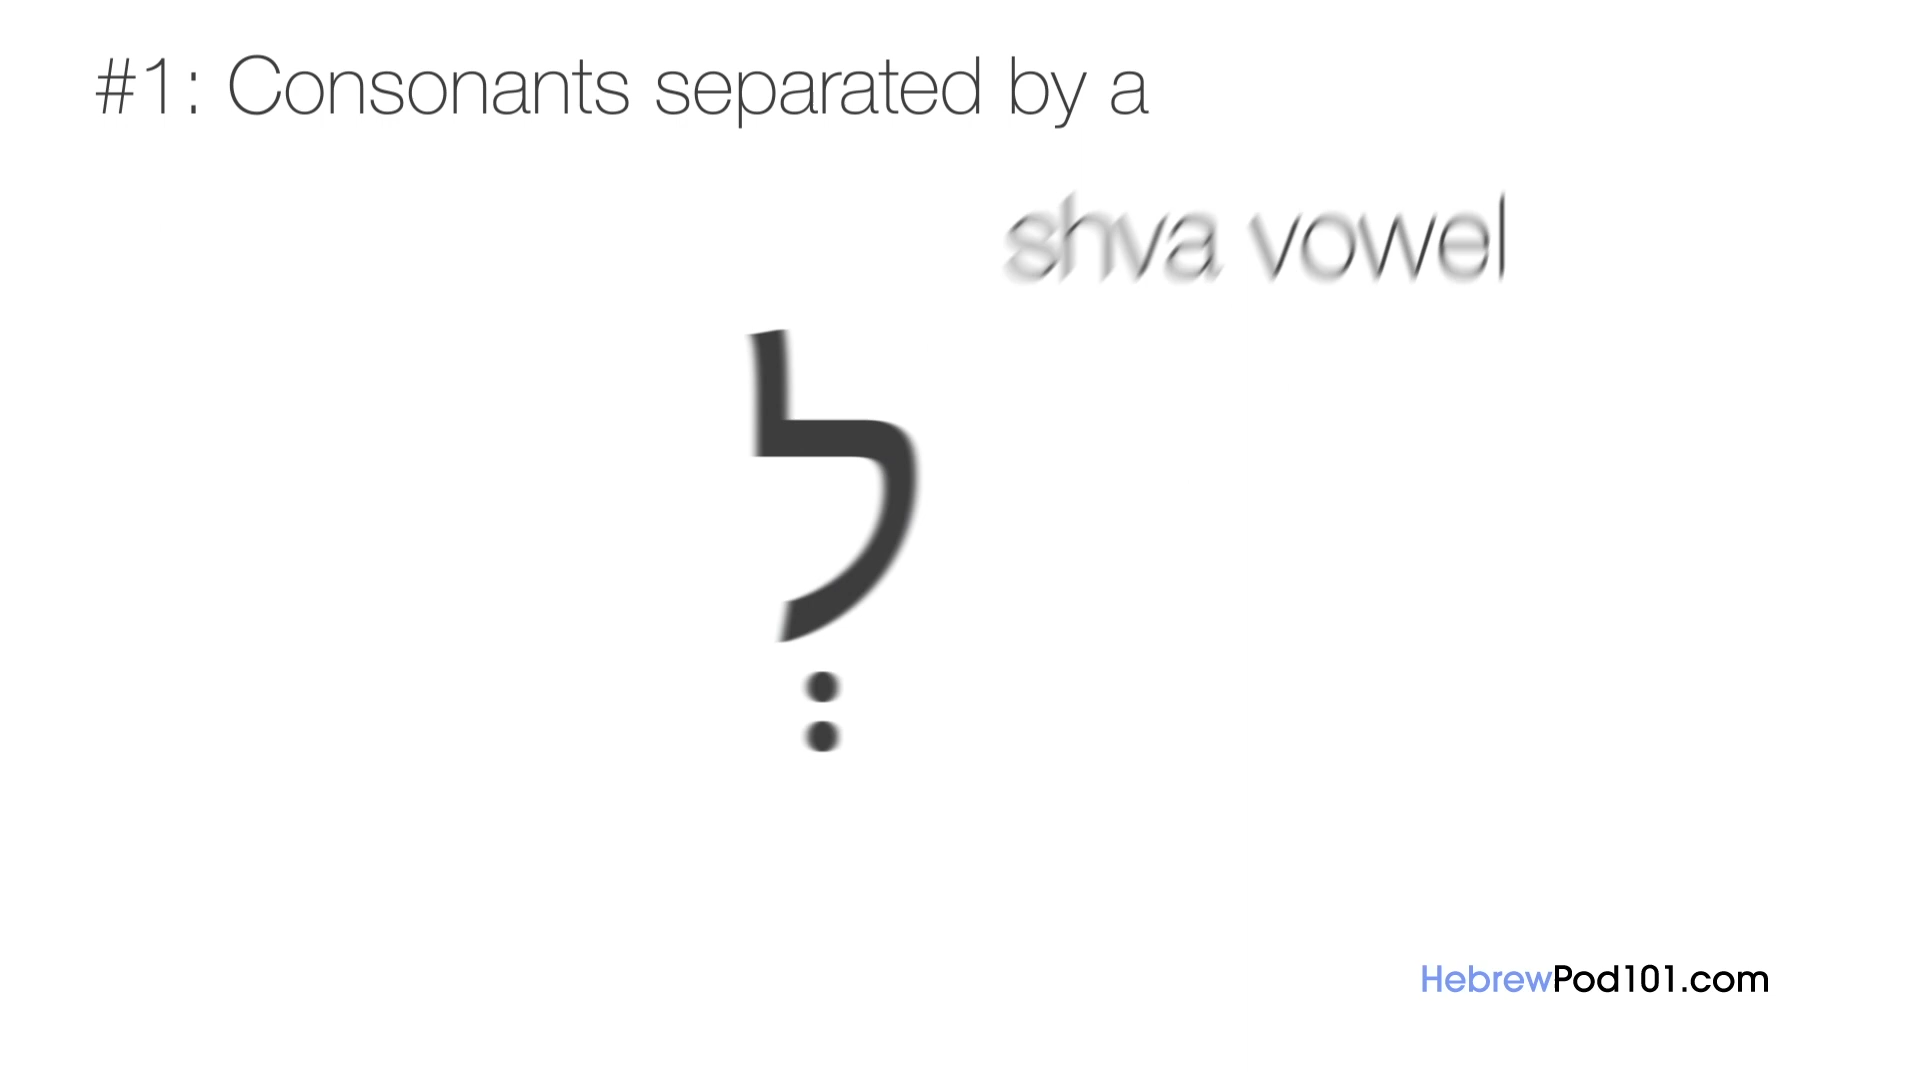 #1: Consonants separated by a
shva vowel
לְ
HebrewPod101.com